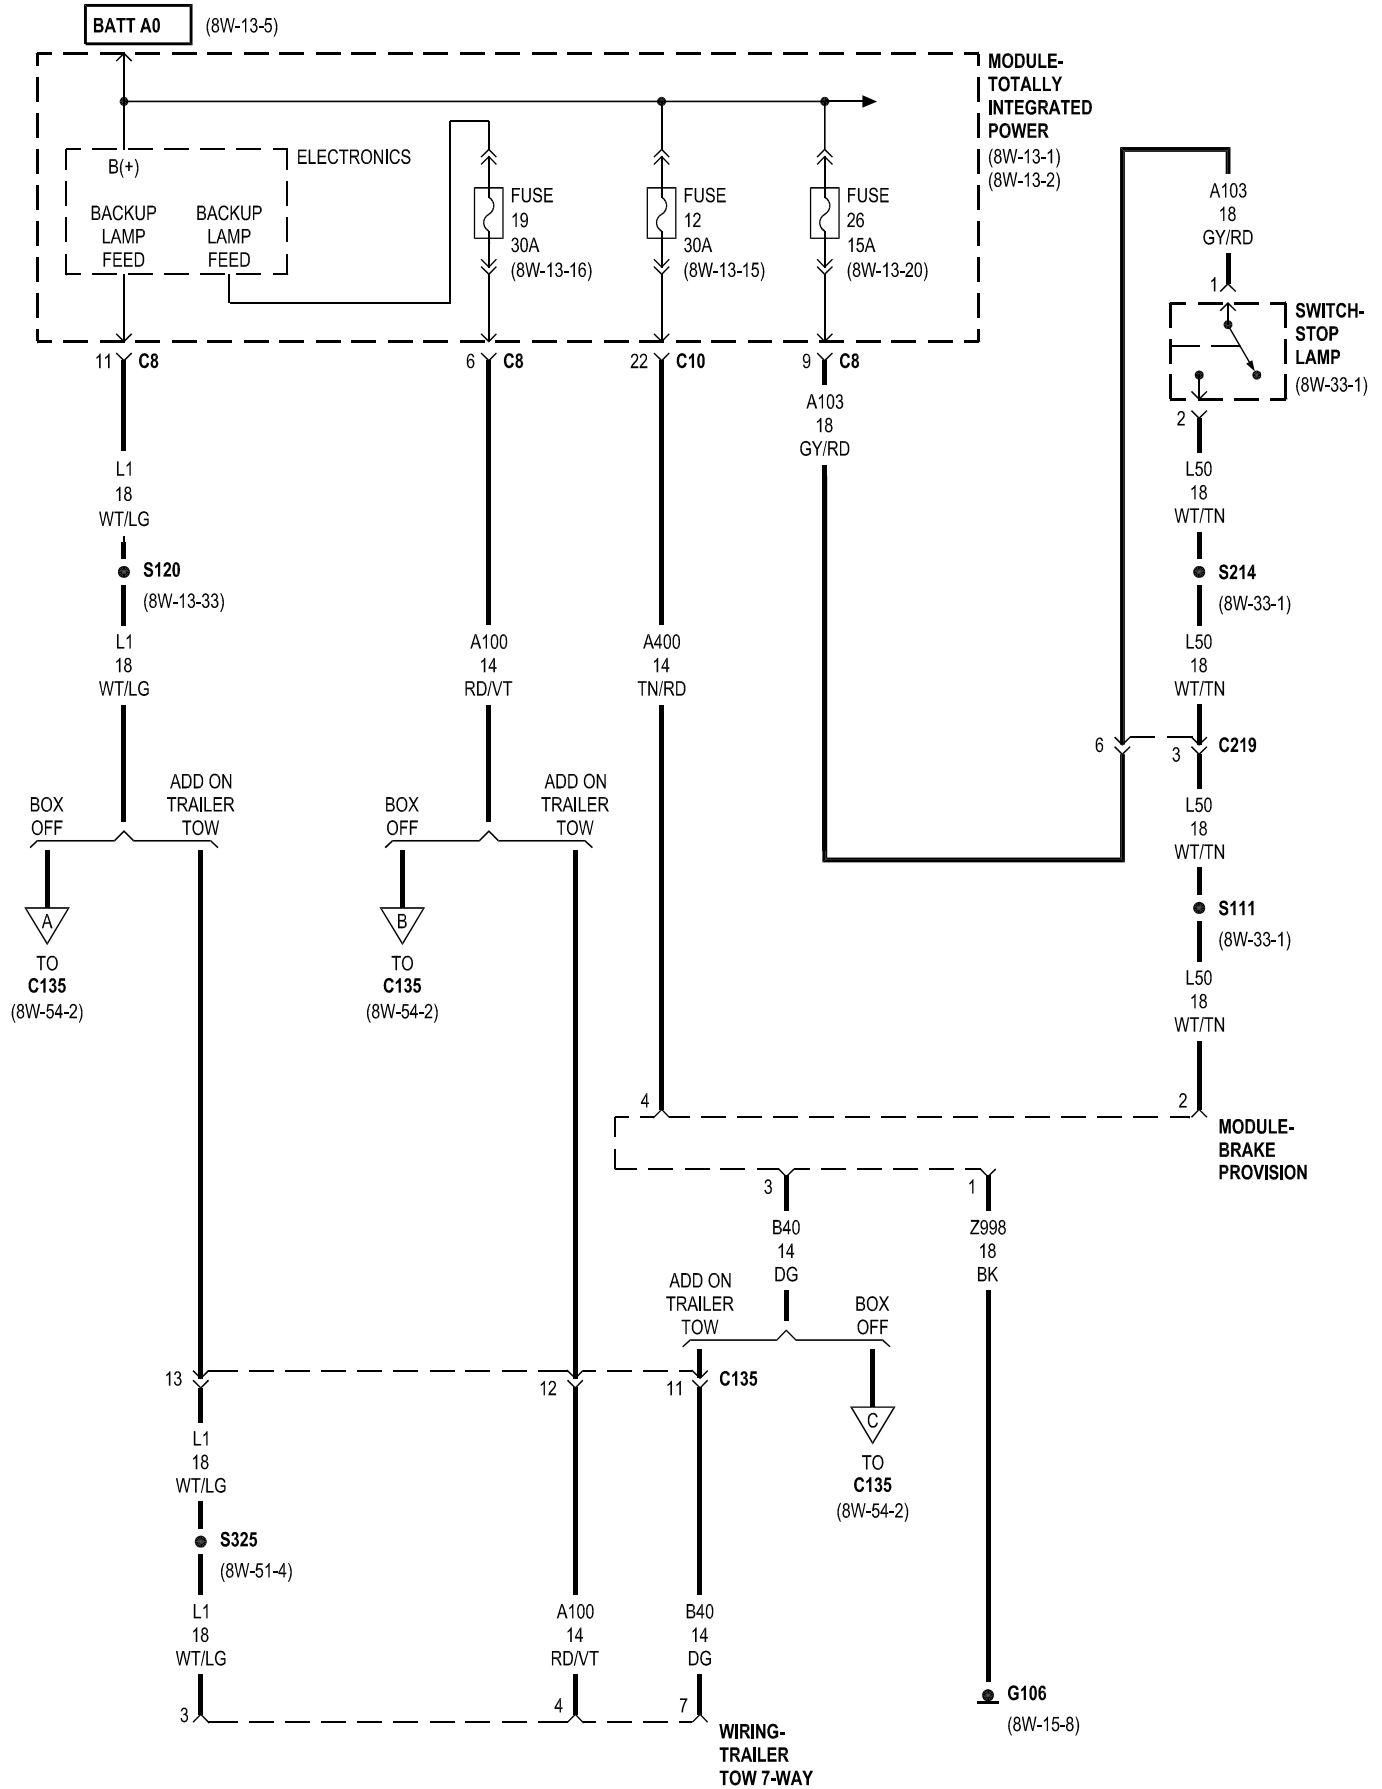 BATT A0
(8W-13-5)
MODULE-
TOTALLY
INTEGRATED
POWER
(8W-13-1)
(8W-13-2)
B(+)
ELECTRONICS
BACKUP
LAMP
FEED
BACKUP
LAMP
FEED
FUSE
19
30A
(8W-13-16)
FUSE
12
30A
(8W-13-15)
FUSE
26
15A
(8W-13-20)
A103
18
GY/RD
1
SWITCH-
STOP
LAMP
(8W-33-1)
11
C8
6
C8
22
C10
9
C8
A103
18
GY/RD
2
L50
18
WT/TN
L1
18
WT/LG
S120
(8W-13-33)
S214
(8W-33-1)
L1
18
WT/LG
A100
14
RD/VT
A400
14
TN/RD
L50
18
WT/TN
6
3
C219
BOX
OFF
ADD ON
TRAILER
TOW
BOX
OFF
ADD ON
TRAILER
TOW
L50
18
WT/TN
A
TO
C135
(8W-54-2)
B
TO
C135
(8W-54-2)
S111
(8W-33-1)
L50
18
WT/TN
4
2
MODULE-
BRAKE
PROVISION
3
1
B40
14
DG
Z998
18
BK
ADD ON
TRAILER
TOW
BOX
OFF
13
12
11
C135
C
TO
C135
(8W-54-2)
L1
18
WT/LG
S325
(8W-51-4)
L1
18
WT/LG
A100
14
RD/VT
B40
14
DG
3
4
7
G106
(8W-15-8)
WIRING-
TRAILER
TOW 7-WAY